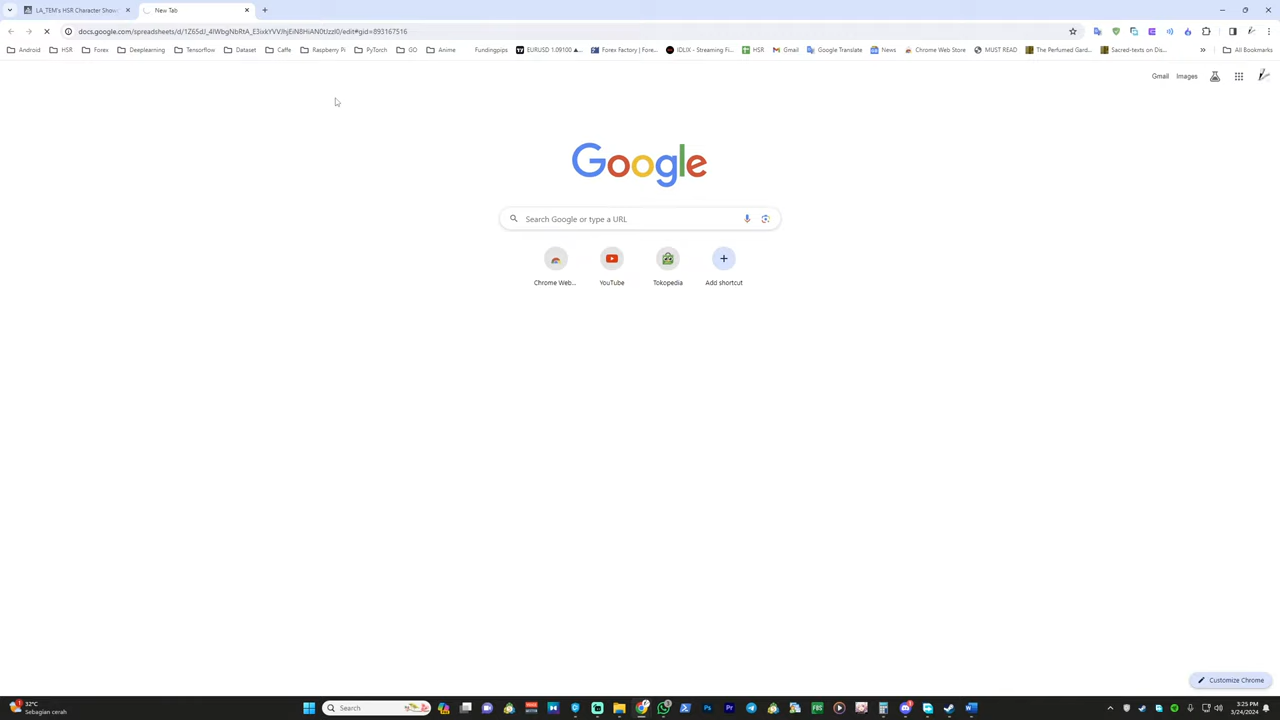 LA_TEM's HSR Character Show
New Tab
docs.google.com/spreadsheets/d/
Android
HSR
Forex
Deeplearning
Tensorflow
Dataset
Caffe
Raspberry Pi
PyTorch
GO
Anime
Fundingpips
EURUSD 1.09100 ▲...
Forex Factory | Fore...
IDLIX - Streaming Fi...
HSR
Gmail
Google Translate
News
Chrome Web Store
MUST READ
The Perfumed Gard...
Sacred-texts on Dis...
All Bookmarks
Gmail
Images
Google
Search Google or type a URL
Chrome Web...
YouTube
Tokopedia
Add shortcut
Customize Chrome
32°C
Sebagian cerah
Search
3:25 PM
3/24/2024